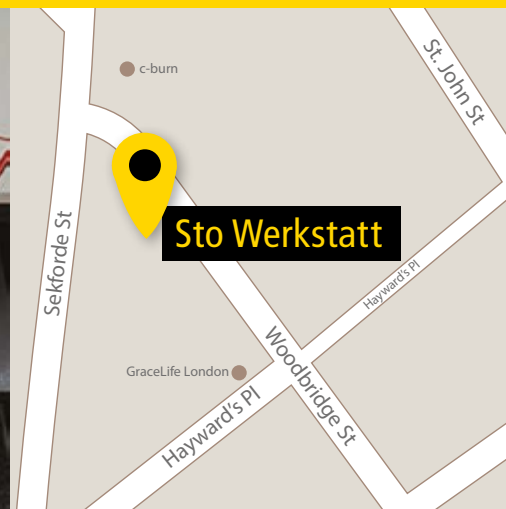 c-burn
St. John St
Sto Werkstatt
Sekforde St
Hayward's Pl
Woodbridge St
GraceLife London
Hayward's Pl